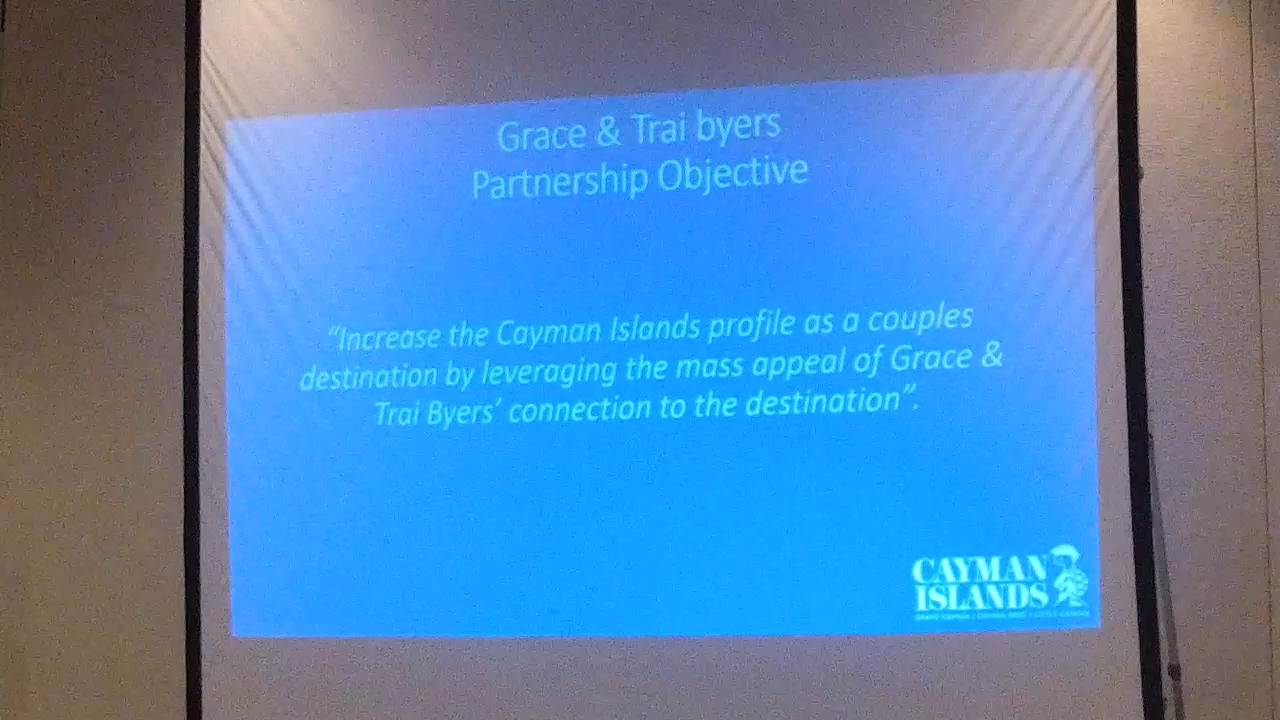 Grace & Trai byers
Partnership Objective
“Increase the Cayman Islands profile as a couples
destination by leveraging the mass appeal of Grace &
Trai Byers’ connection to the destination”.
CAYMAN
ISLANDS